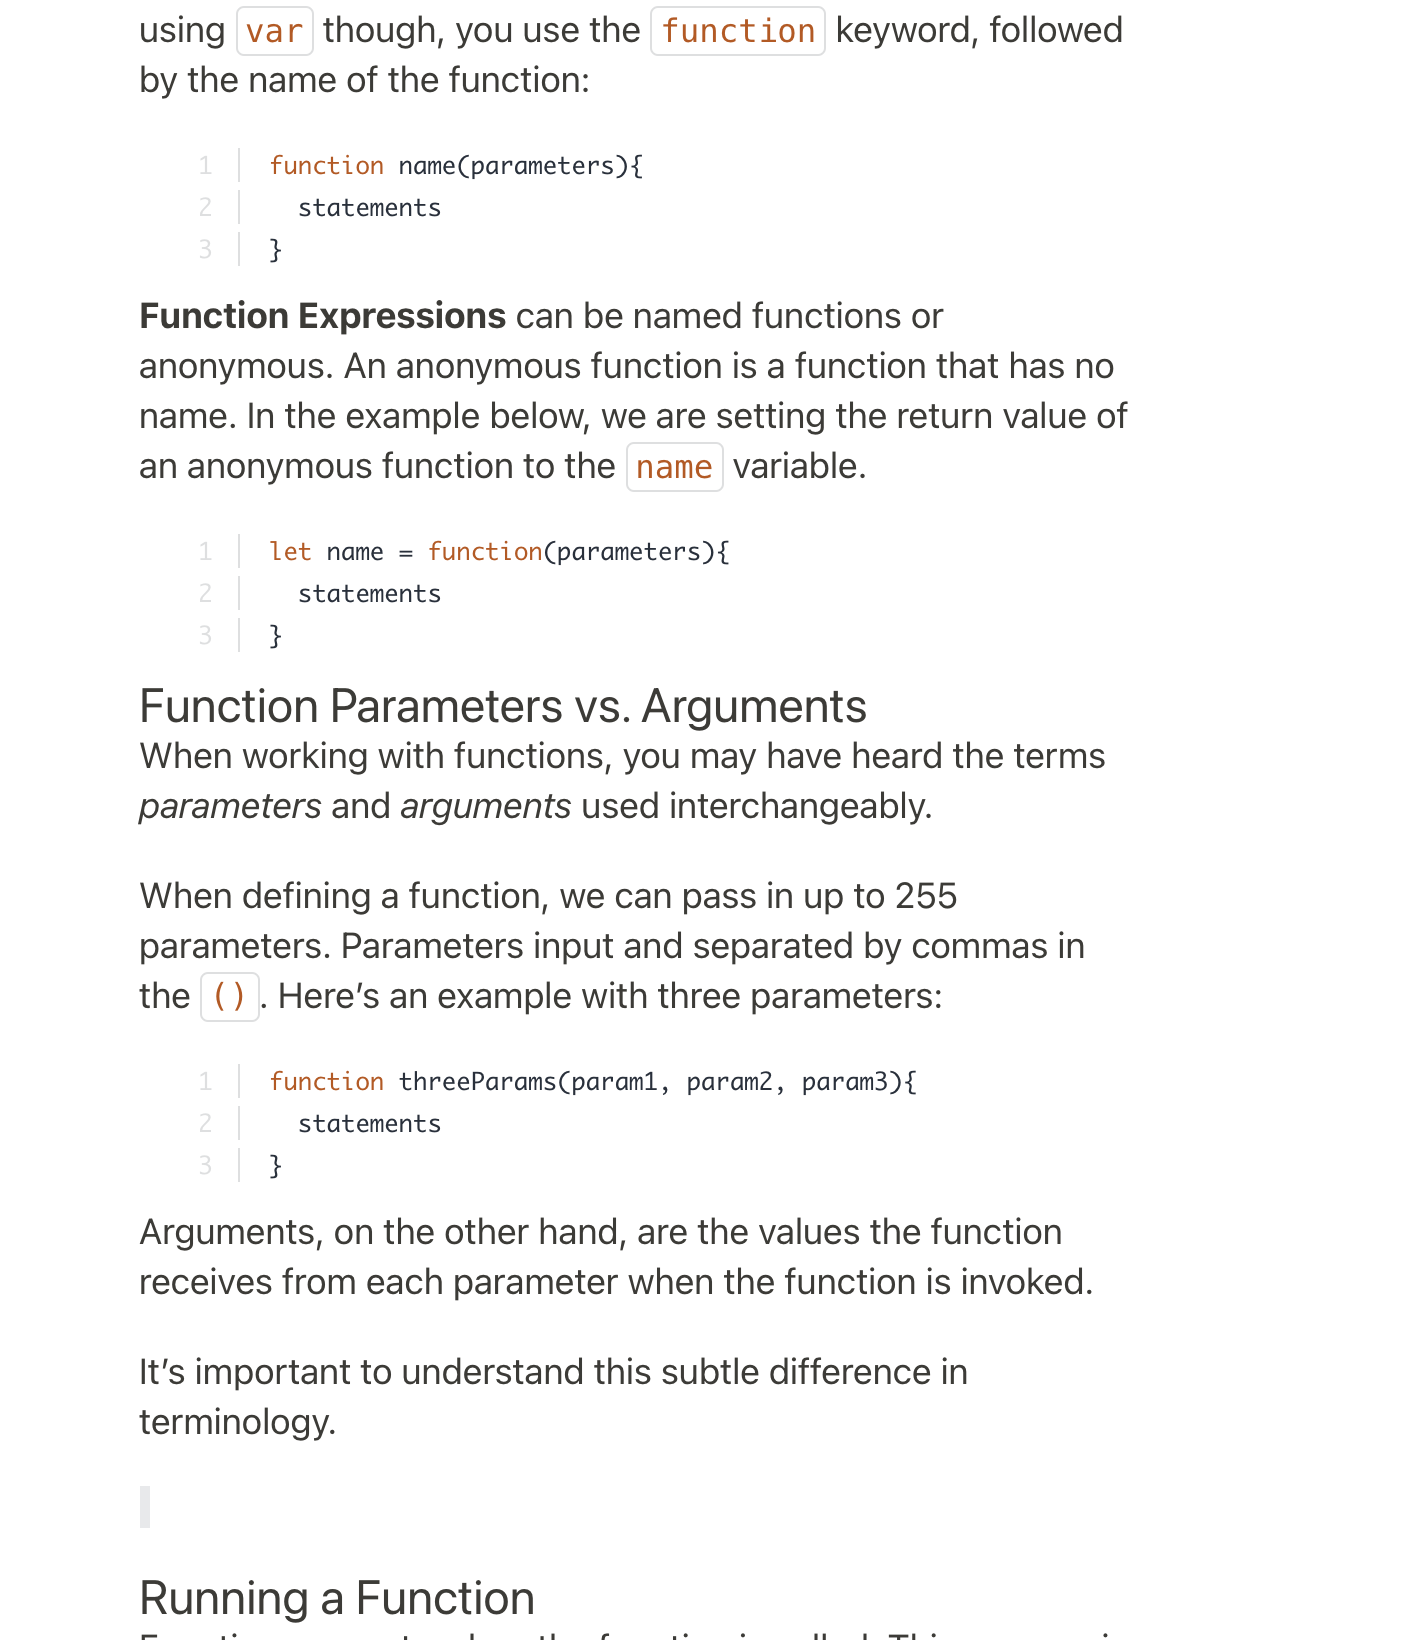 using var though, you use the function keyword, followed
by the name of the function:
1 function name(parameters){
2 statements
3 }
Function Expressions can be named functions or
anonymous. An anonymous function is a function that has no
name. In the example below, we are setting the return value of
an anonymous function to the name variable.
1 let name = function(parameters){
2 statements
3 }
Function Parameters vs. Arguments
When working with functions, you may have heard the terms
parameters and arguments used interchangeably.
When defining a function, we can pass in up to 255
parameters. Parameters input and separated by commas in
the (). Here’s an example with three parameters:
1 function threeParams(param1, param2, param3){
2 statements
3 }
Arguments, on the other hand, are the values the function
receives from each parameter when the function is invoked.
It’s important to understand this subtle difference in
terminology.
Running a Function